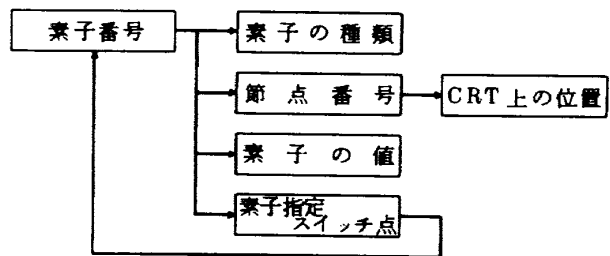 素子番号
素子の種類
節点番号
CRT上の位置
素子の値
素子指定
スイッチ点